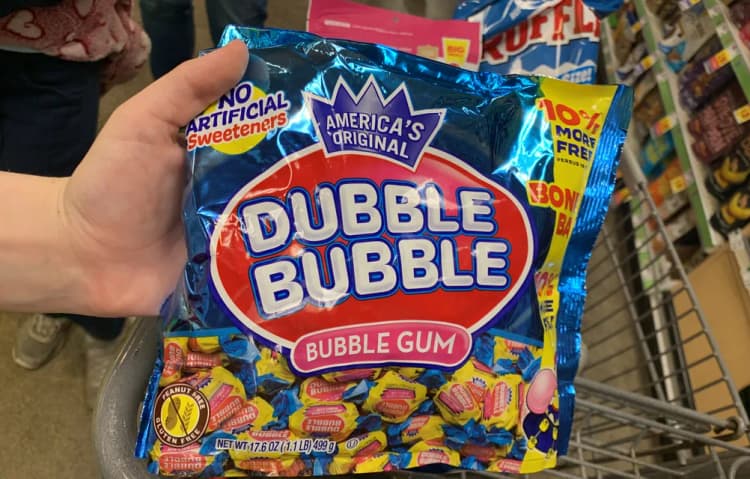 RUFFL
NO
ARTIFICIAL
Sweeteners
AMERICA'S
ORIGINAL
10%
MORE
FREE
BON
BA
DUBBLE
BUBBLE
BUBBLE GUM
PEANUT FREE
GLUTEN FREE
NET WT 17.6 OZ (1.1 LB) 499 g